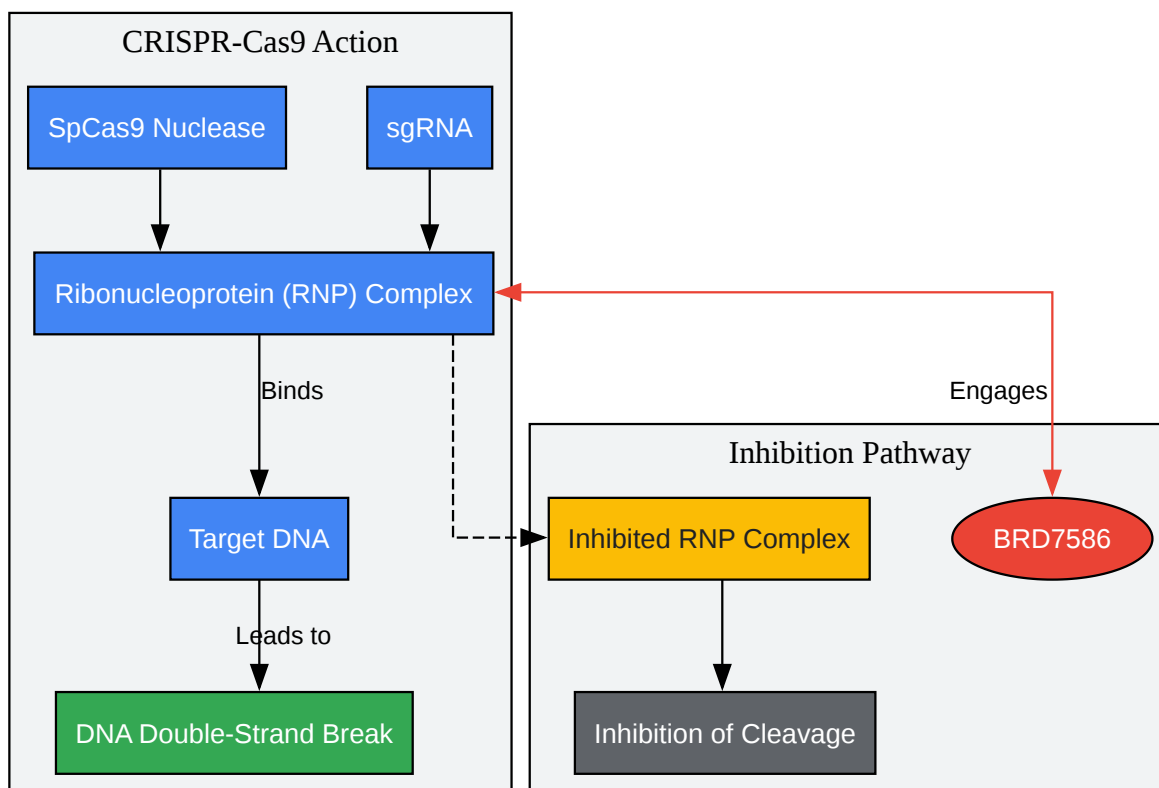 CRISPR-Cas9 Action
SpCas9 Nuclease
sgRNA
Ribonucleoprotein (RNP) Complex
Binds
Engages
Inhibition Pathway
Target DNA
Inhibited RNP Complex
BRD7586
Leads to
DNA Double-Strand Break
Inhibition of Cleavage